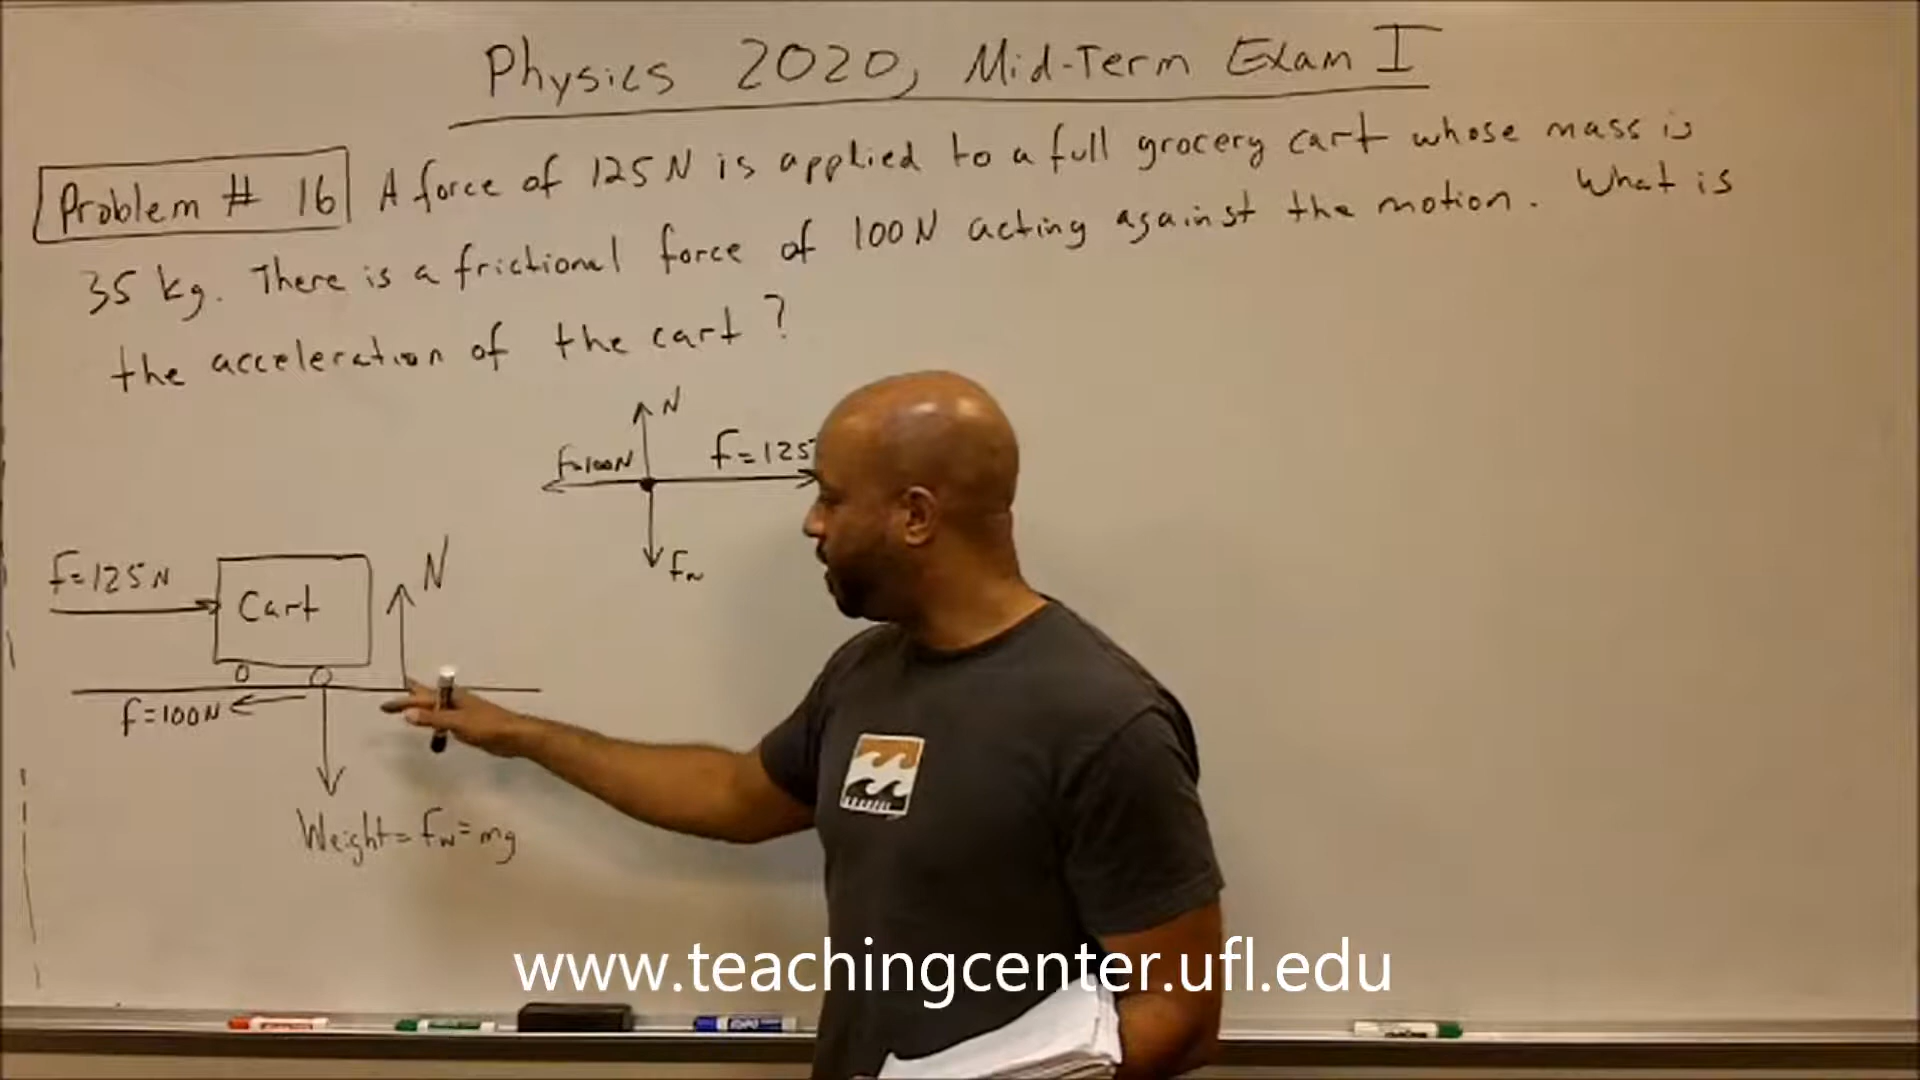 Physics 2020, Mid-Term Exam I
Problem # 16 A force of 125 N is applied to a full grocery cart whose mass is
35 kg. There is a frictional force of 100 N acting against the motion. What is
the acceleration of the cart ?
N
f=100N
f=125
fw
f=125N
Cart
N
f=100N
Weight = fw = mg
www.teachingcenter.ufl.edu
EXPO